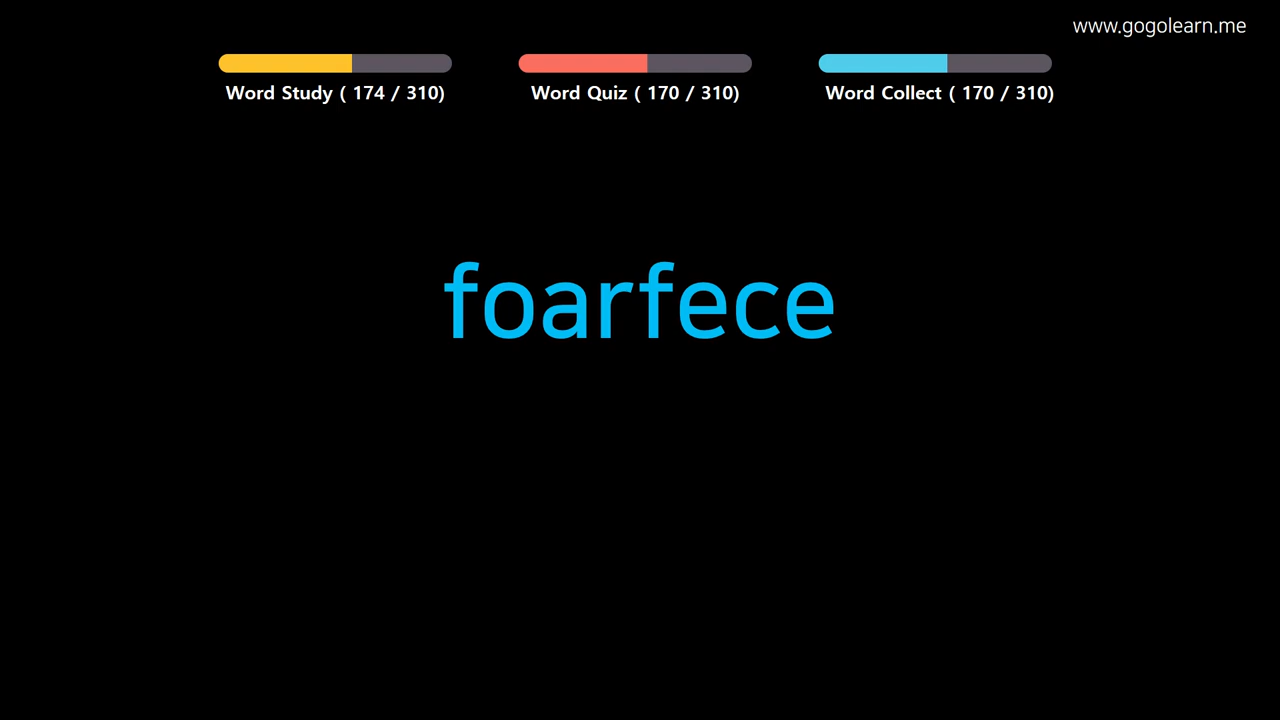 www.gogolearn.me
Word Study ( 174 / 310)
Word Quiz ( 170 / 310)
Word Collect ( 170 / 310)
foarfece